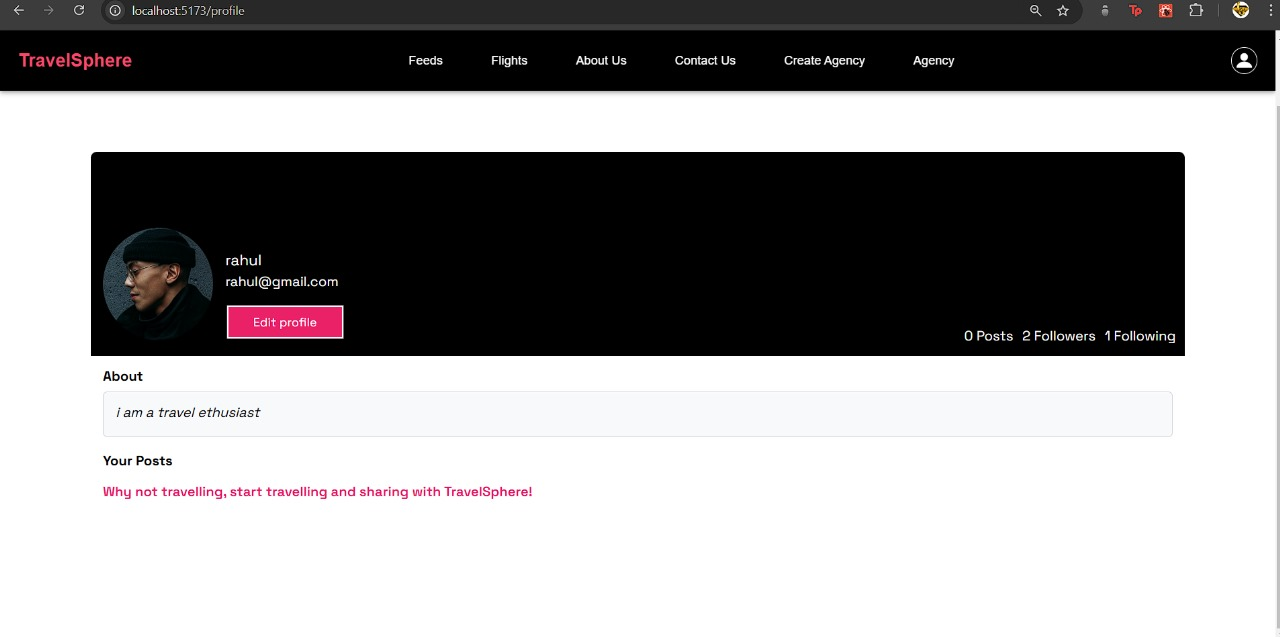 localhost:5173/profile
TravelSphere Feeds Flights About Us Contact Us Create Agency Agency
rahul
rahul@gmail.com
Edit profile
0 Posts 2 Followers 1 Following
About
i am a travel ethusiast
Your Posts
Why not travelling, start travelling and sharing with TravelSphere!